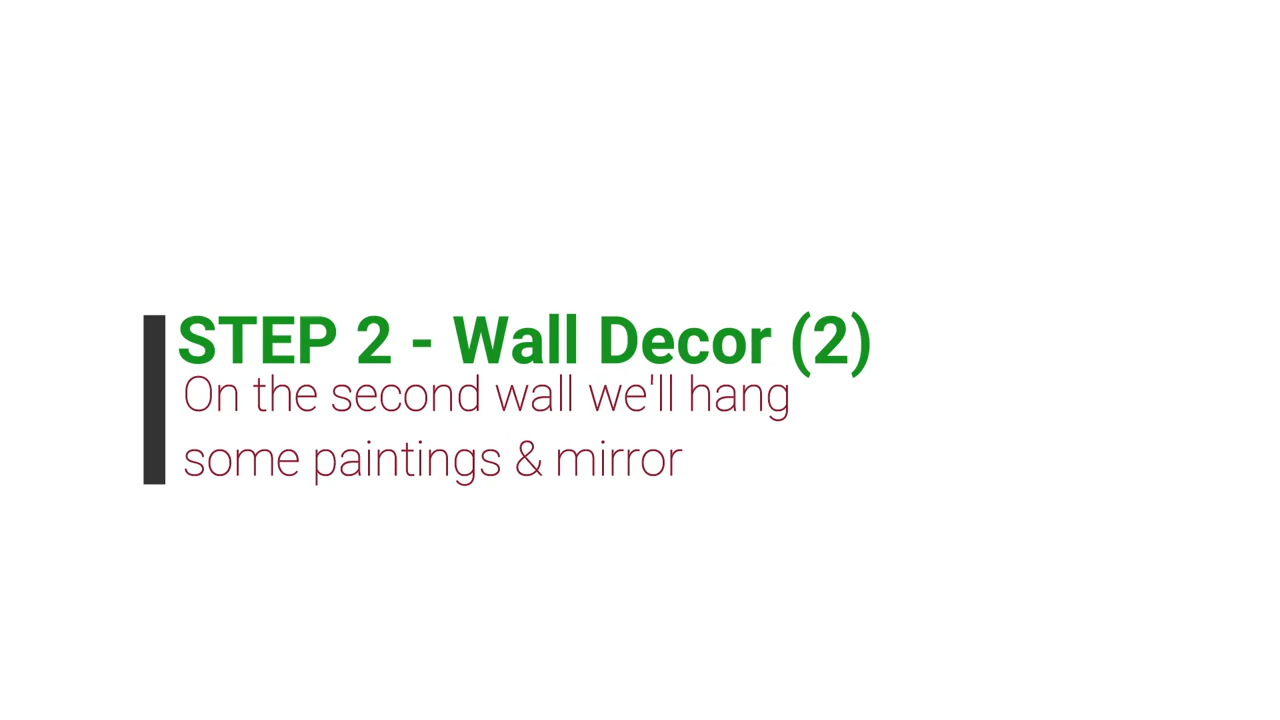 STEP 2 - Wall Decor (2)
On the second wall we'll hang
some paintings & mirror